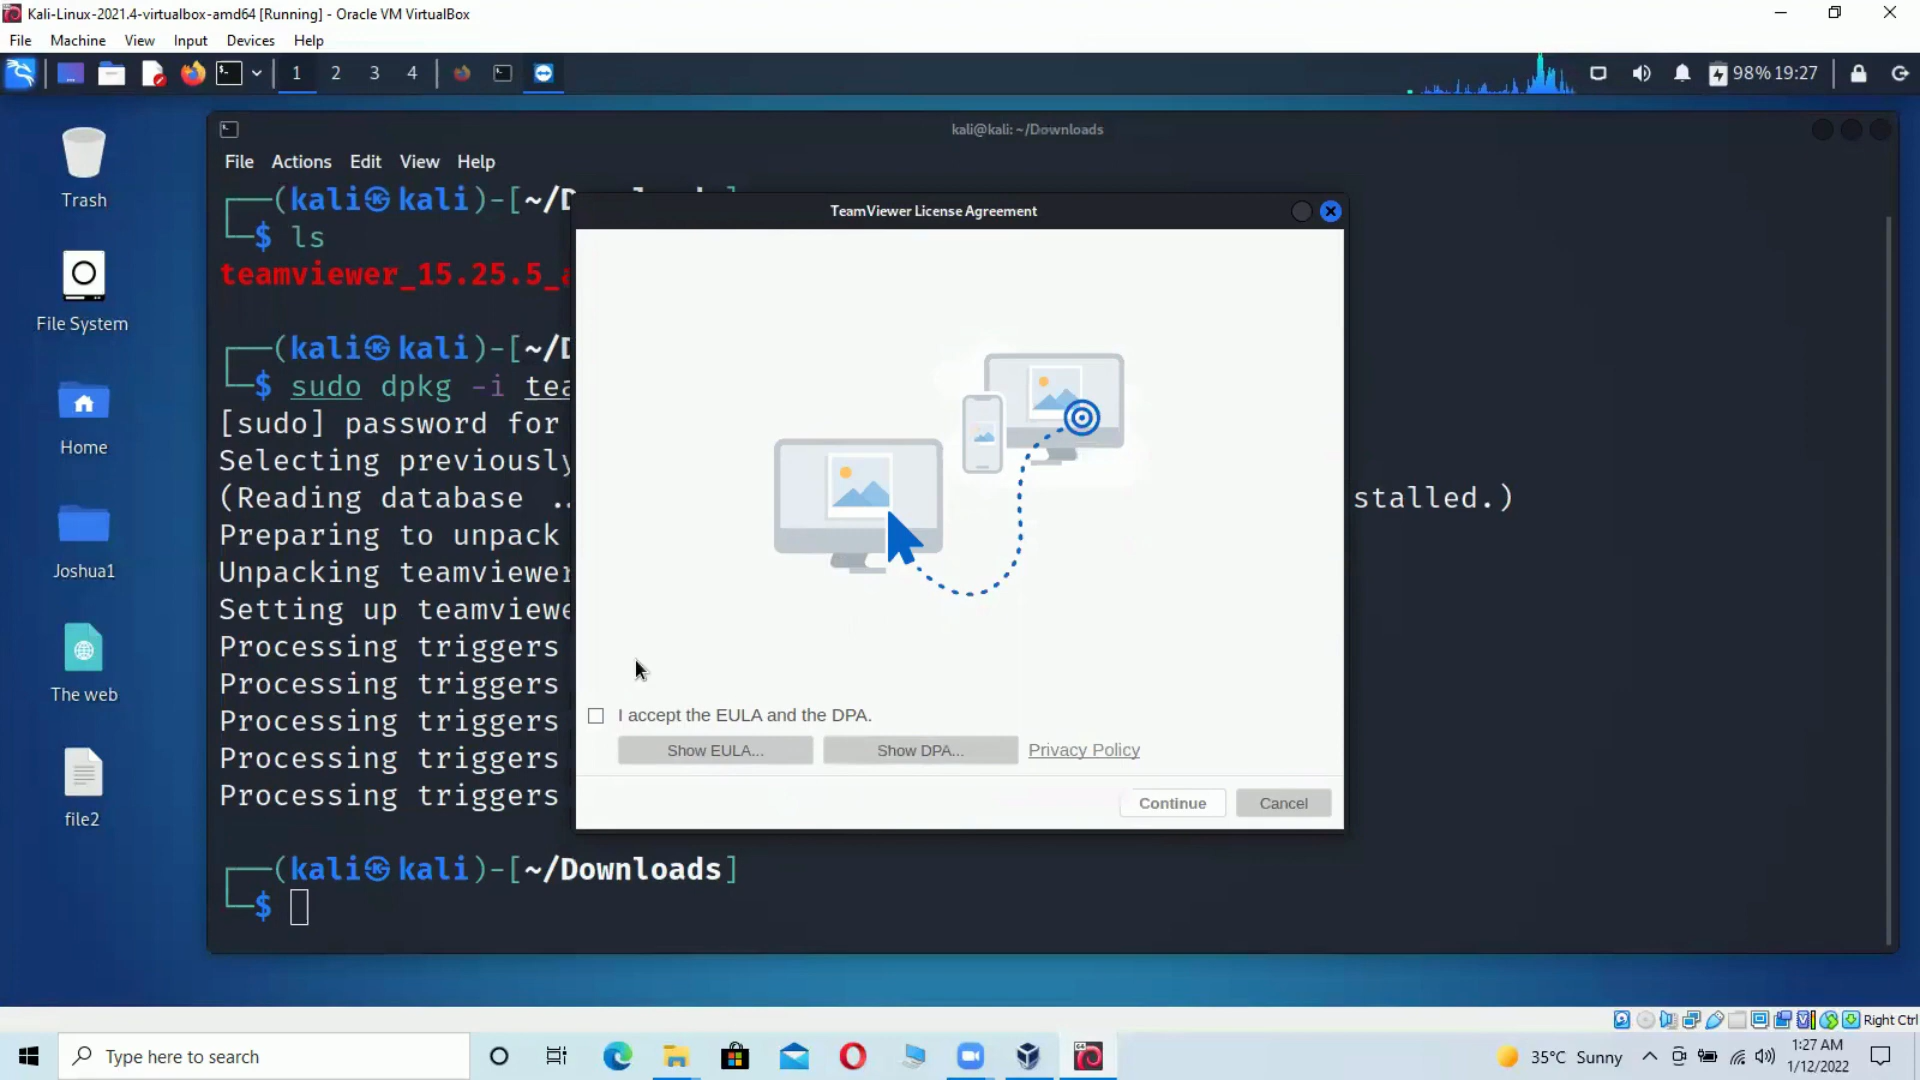 Kali-Linux-2021.4-virtualbox-amd64 [Running] - Oracle VM VirtualBox
File Machine View Input Devices Help
1 2 3 4
98% 19:27
kali@kali: ~/Downloads
File Actions Edit View Help
Trash
File System
Home
Joshua1
The web
file2
(kali㉿kali)-[~/D
$ ls
teamviewer_15.25.5_a
(kali㉿kali)-[~/D
$ sudo dpkg -i tea
[sudo] password for
Selecting previously
(Reading database .. stalled.)
Preparing to unpack
Unpacking teamviewer
Setting up teamviewe
Processing triggers
Processing triggers
Processing triggers
Processing triggers
Processing triggers
(kali㉿kali)-[~/Downloads]
$
TeamViewer License Agreement
I accept the EULA and the DPA.
Show EULA... Show DPA... Privacy Policy
Continue Cancel
Right Ctrl
Type here to search
35°C Sunny
1:27 AM
1/12/2022